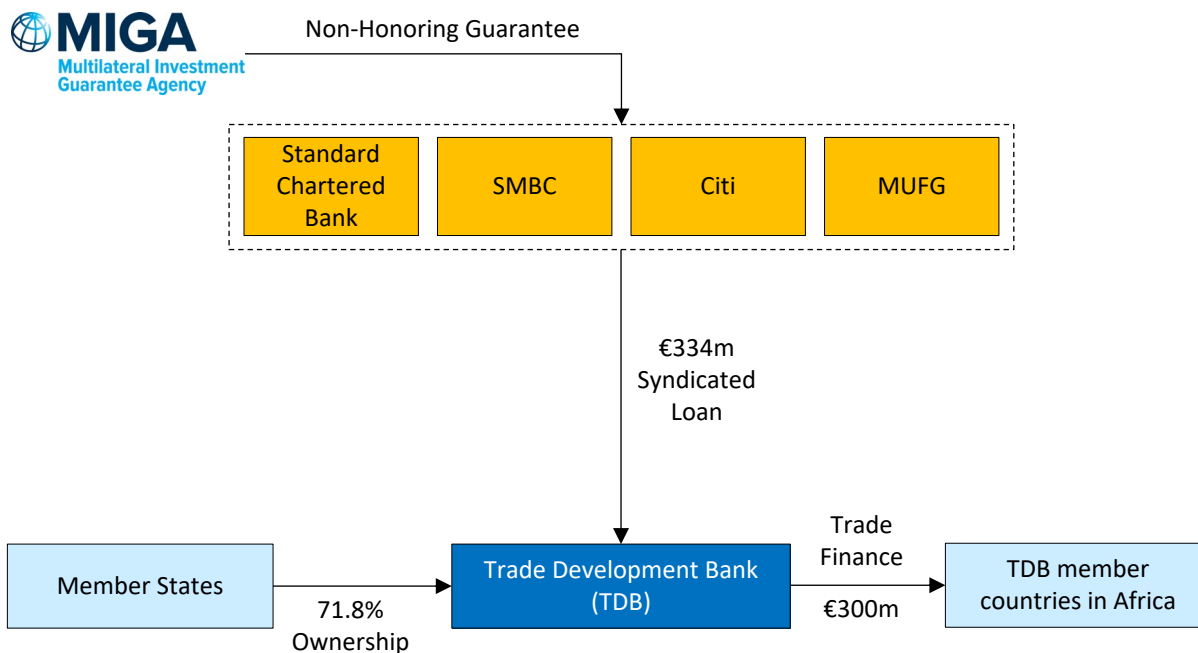 MIGA
Multilateral Investment
Guarantee Agency
Non-Honoring Guarantee
Standard
Chartered
Bank
SMBC
Citi
MUFG
€334m
Syndicated
Loan
Member States
71.8%
Ownership
Trade Development Bank
(TDB)
Trade
Finance
€300m
TDB member
countries in Africa